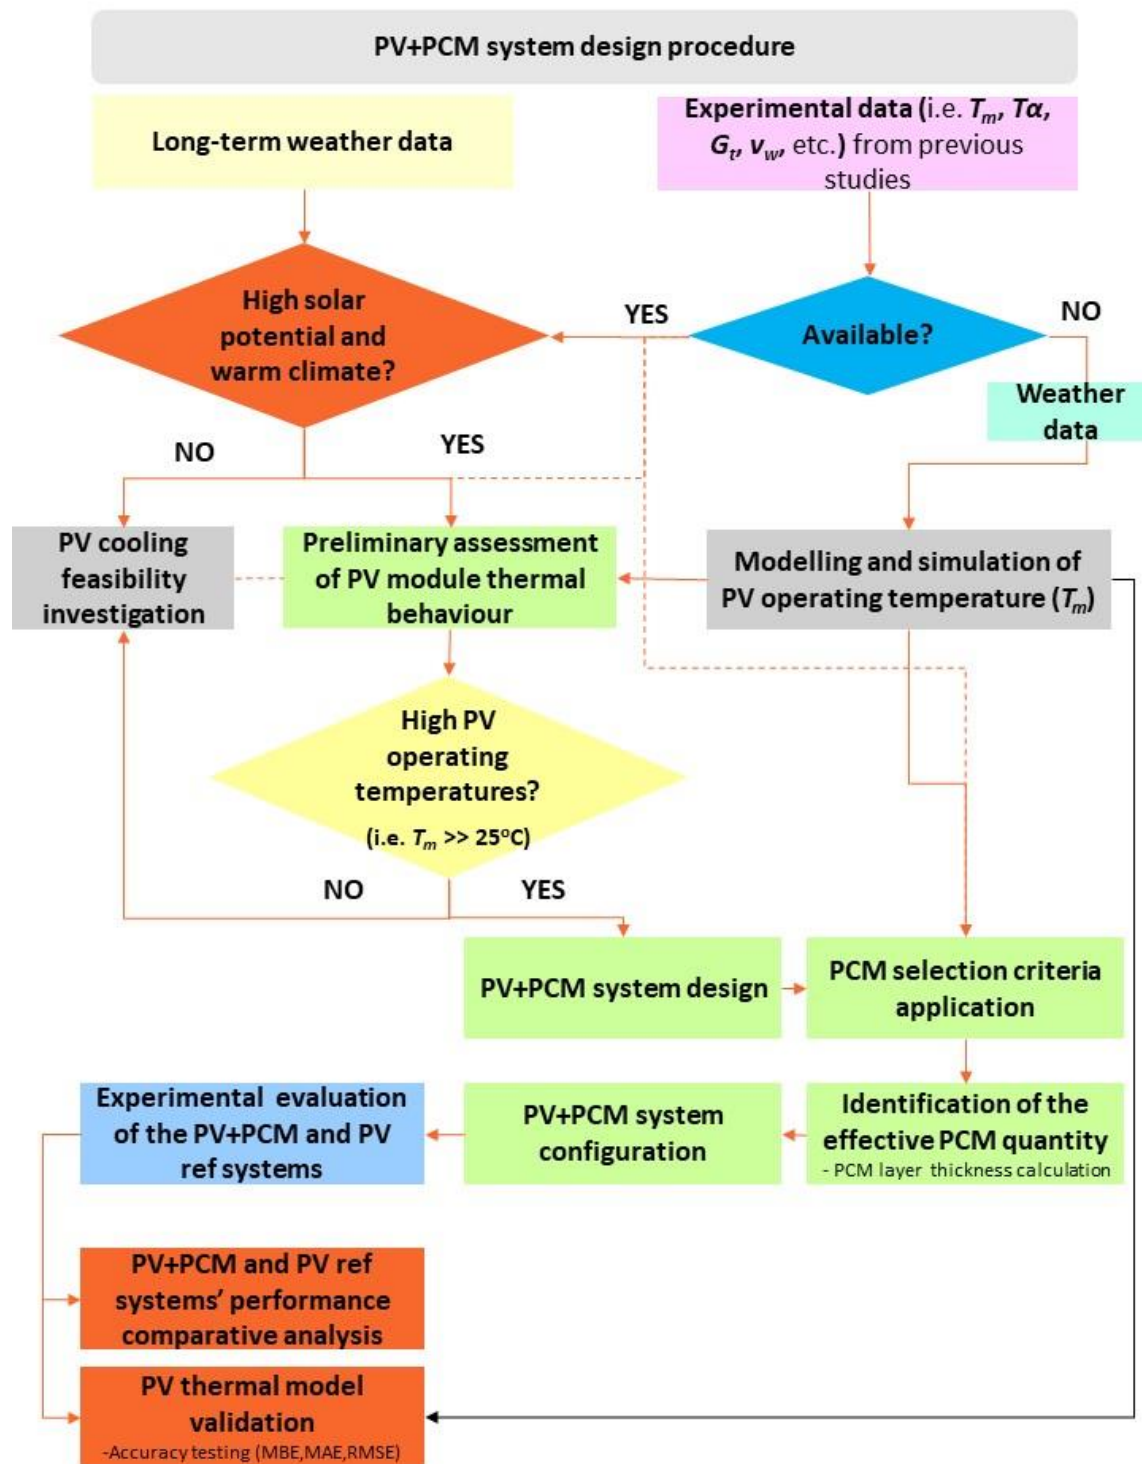 PV+PCM system design procedure
Long-term weather data
Experimental data (i.e. Tm, Tα,
Gt, vw, etc.) from previous
studies
High solar
potential and
warm climate?
YES
Available?
NO
Weather
data
NO
YES
PV cooling
feasibility
investigation
Preliminary assessment
of PV module thermal
behaviour
Modelling and simulation of
PV operating temperature (Tm)
High PV
operating
temperatures?
(i.e. Tm >> 25°C)
NO
YES
PV+PCM system design
PCM selection criteria
application
Experimental evaluation
of the PV+PCM and PV
ref systems
PV+PCM system
configuration
Identification of the
effective PCM quantity
- PCM layer thickness calculation
PV+PCM and PV ref
systems’ performance
comparative analysis
PV thermal model
validation
-Accuracy testing (MBE,MAE,RMSE)